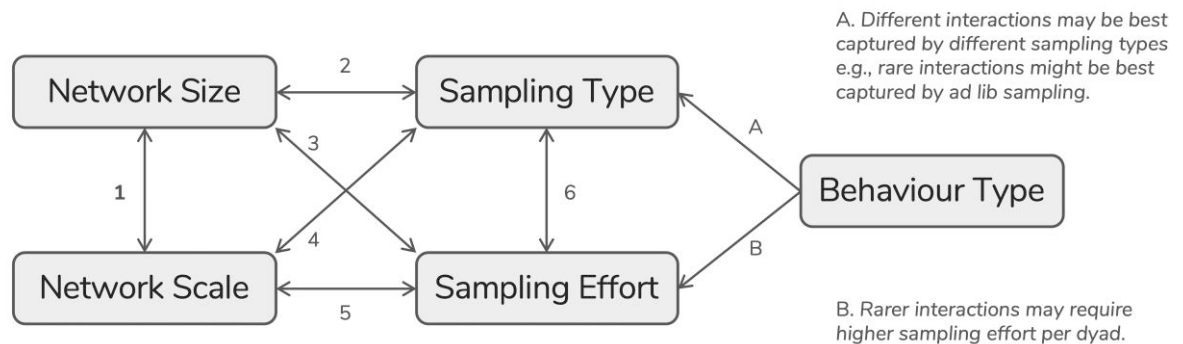 A. Different interactions may be best
captured by different sampling types
e.g., rare interactions might be best
captured by ad lib sampling.
Network Size
2
Sampling Type
3
A
1
6
Behaviour Type
4
B
Network Scale
5
Sampling Effort
B. Rarer interactions may require
higher sampling effort per dyad.